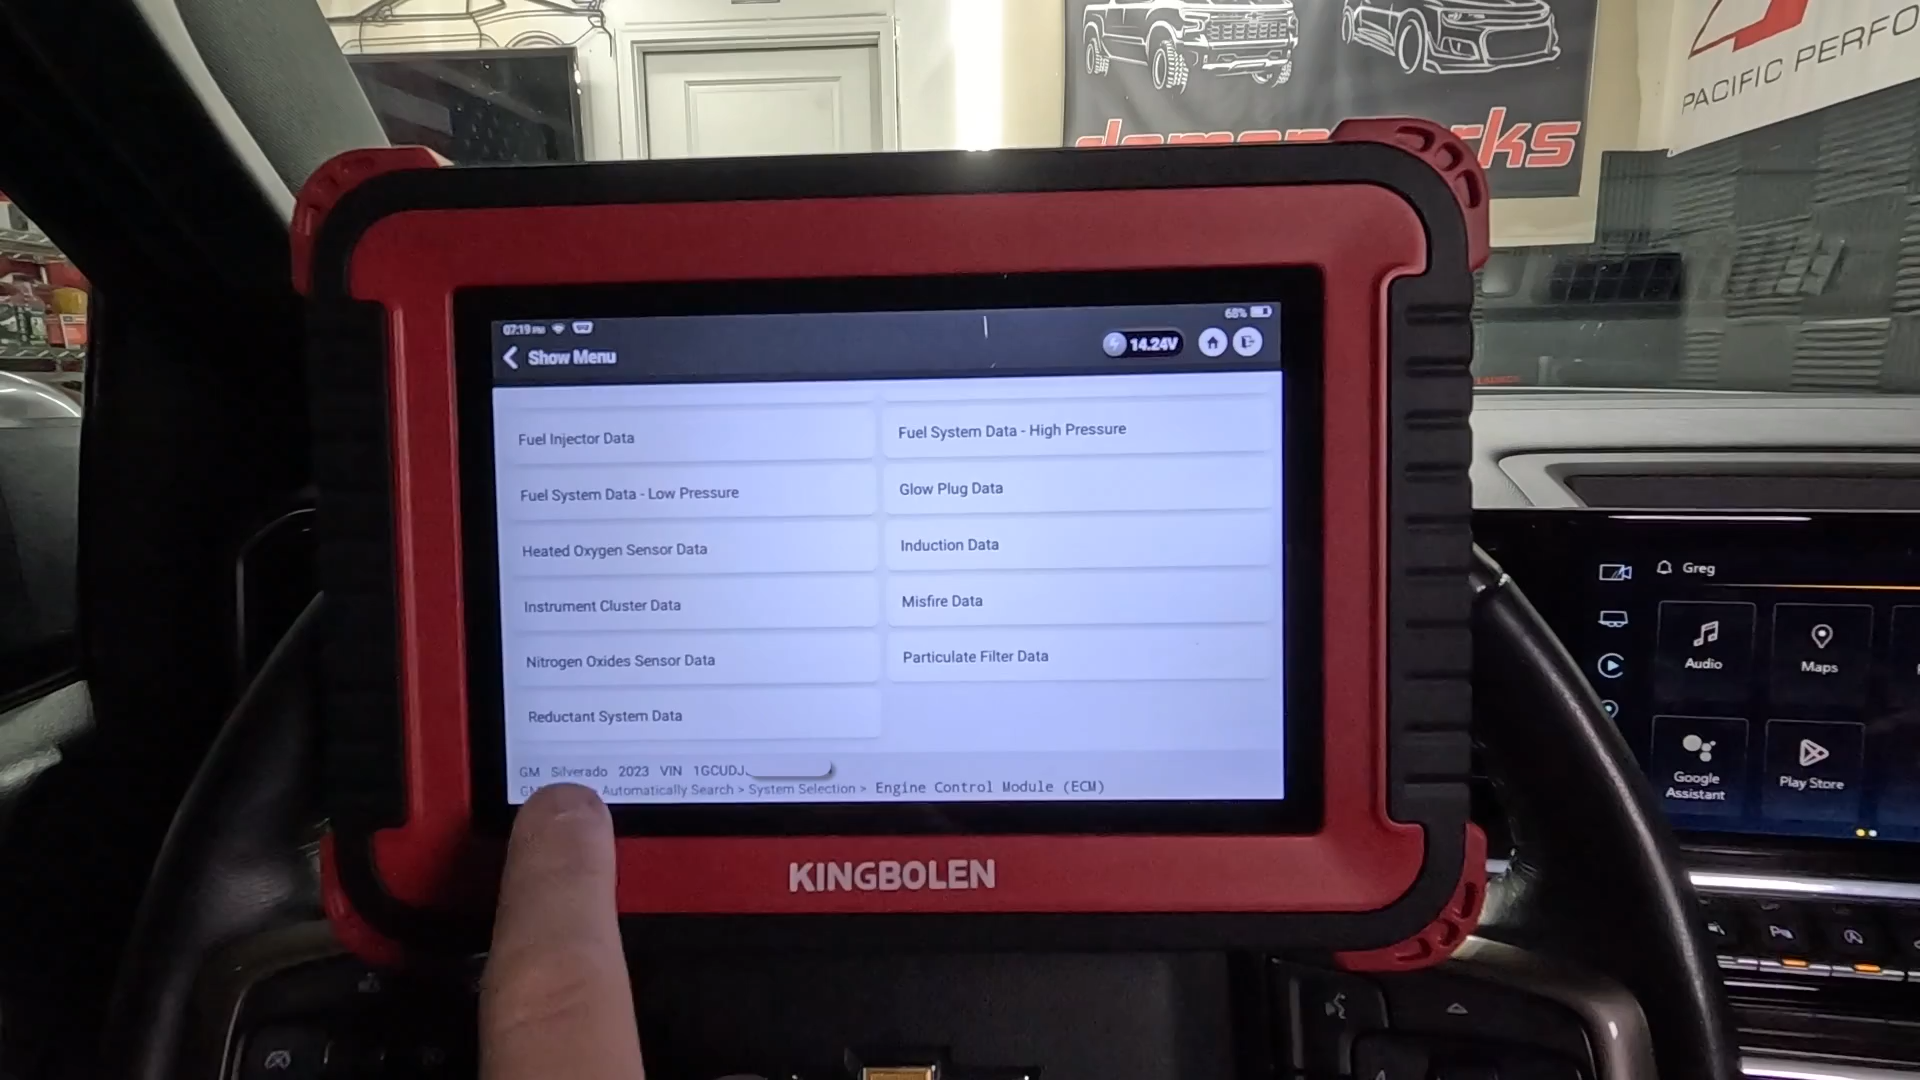 PACIFIC PERFO
07:19 PM
68%
Show Menu
14.24V
Fuel Injector Data
Fuel System Data - High Pressure
Fuel System Data - Low Pressure
Glow Plug Data
Heated Oxygen Sensor Data
Induction Data
Instrument Cluster Data
Misfire Data
Nitrogen Oxides Sensor Data
Particulate Filter Data
Reductant System Data
GM Silverado 2023 VIN 1GCUDJ
Automatically Search > System Selection > Engine Control Module (ECM)
KINGBOLEN
Greg
Audio
Maps
Google
Assistant
Play Store